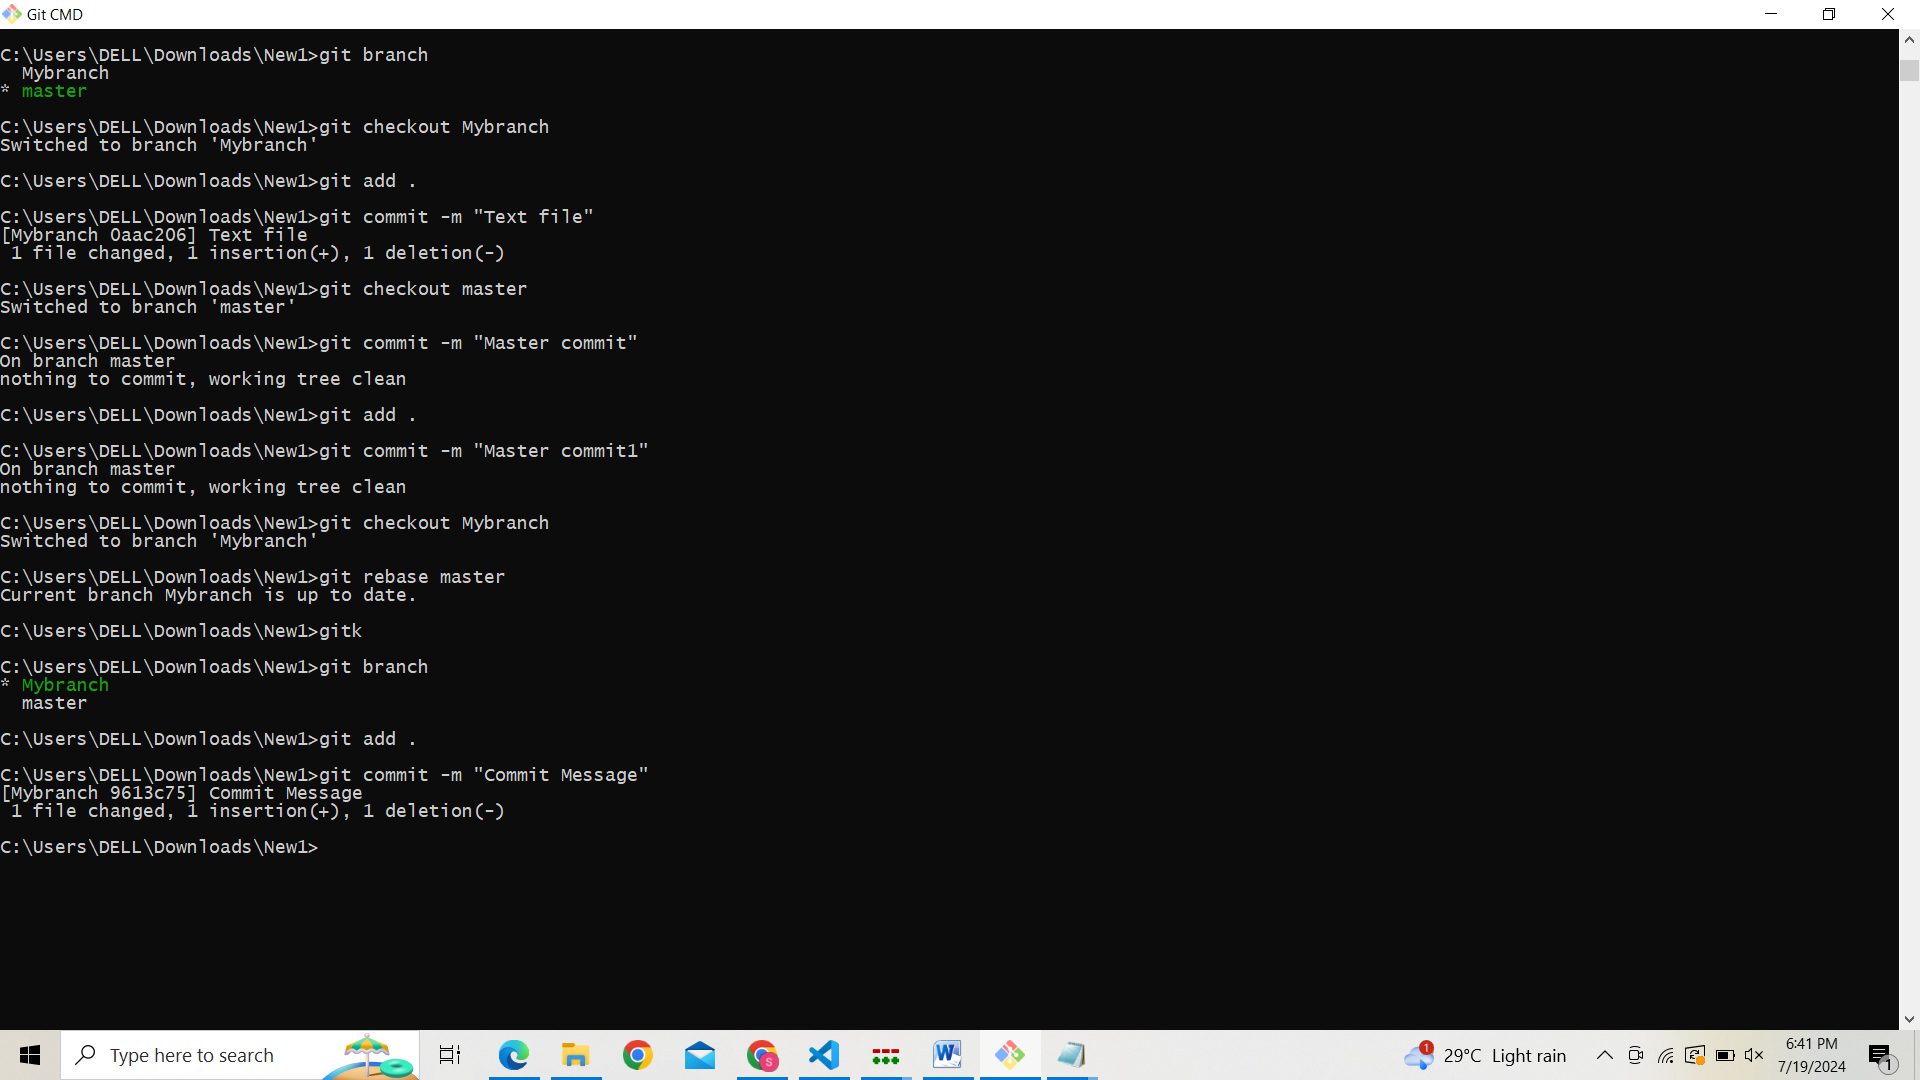 Git CMD
C:\Users\DELL\Downloads\New1>git branch
  Mybranch
* master
C:\Users\DELL\Downloads\New1>git checkout Mybranch
Switched to branch 'Mybranch'
C:\Users\DELL\Downloads\New1>git add .
C:\Users\DELL\Downloads\New1>git commit -m "Text file"
[Mybranch 0aac206] Text file
 1 file changed, 1 insertion(+), 1 deletion(-)
C:\Users\DELL\Downloads\New1>git checkout master
Switched to branch 'master'
C:\Users\DELL\Downloads\New1>git commit -m "Master commit"
On branch master
nothing to commit, working tree clean
C:\Users\DELL\Downloads\New1>git add .
C:\Users\DELL\Downloads\New1>git commit -m "Master commit1"
On branch master
nothing to commit, working tree clean
C:\Users\DELL\Downloads\New1>git checkout Mybranch
Switched to branch 'Mybranch'
C:\Users\DELL\Downloads\New1>git rebase master
Current branch Mybranch is up to date.
C:\Users\DELL\Downloads\New1>gitk
C:\Users\DELL\Downloads\New1>git branch
* Mybranch
  master
C:\Users\DELL\Downloads\New1>git add .
C:\Users\DELL\Downloads\New1>git commit -m "Commit Message"
[Mybranch 9613c75] Commit Message
 1 file changed, 1 insertion(+), 1 deletion(-)
C:\Users\DELL\Downloads\New1>
Type here to search
S
W
1
29°C Light rain
6:41 PM
7/19/2024
1